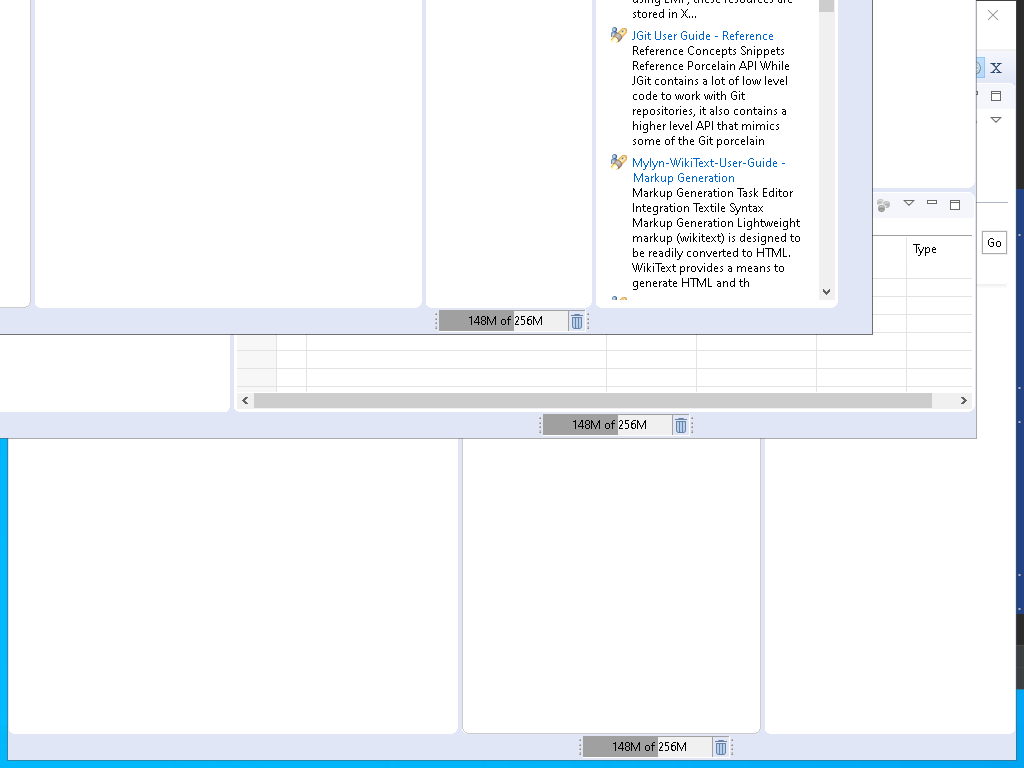 using EMF, these resources are
stored in X...
JGit User Guide - Reference
Reference Concepts Snippets
Reference Porcelain API While
JGit contains a lot of low level
code to work with Git
repositories, it also contains a
higher level API that mimics
some of the Git porcelain
Mylyn-WikiText-User-Guide -
Markup Generation
Markup Generation Task Editor
Integration Textile Syntax
Markup Generation Lightweight
markup (wikitext) is designed to
be readily converted to HTML.
WikiText provides a means to
generate HTML and th
X
Type
Go
148M of 256M
148M of 256M
148M of 256M